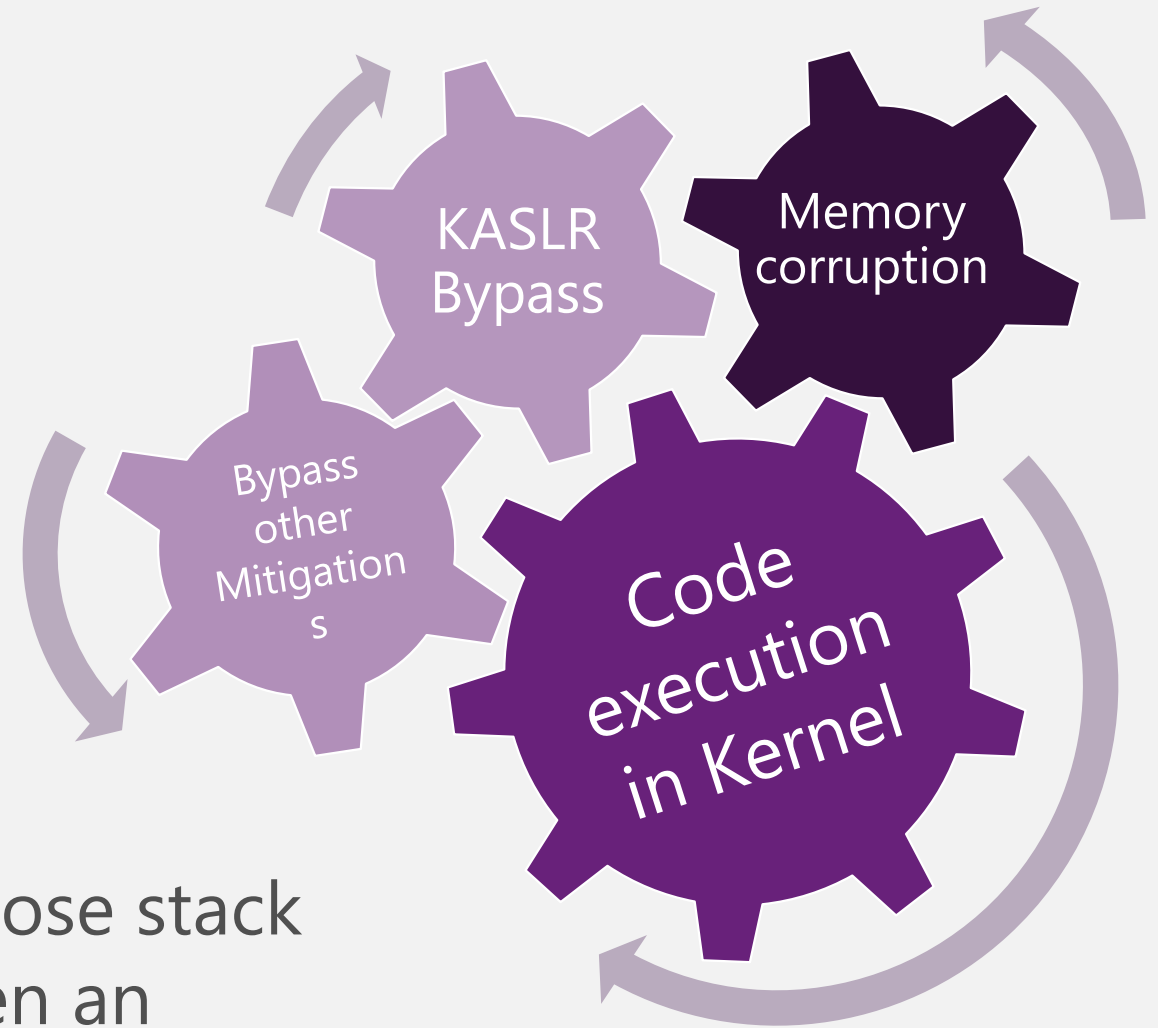 KASLR
Bypass
Memory
corruption
Bypass
other
Mitigation
s
Code
execution
in Kernel
ose stack
en an